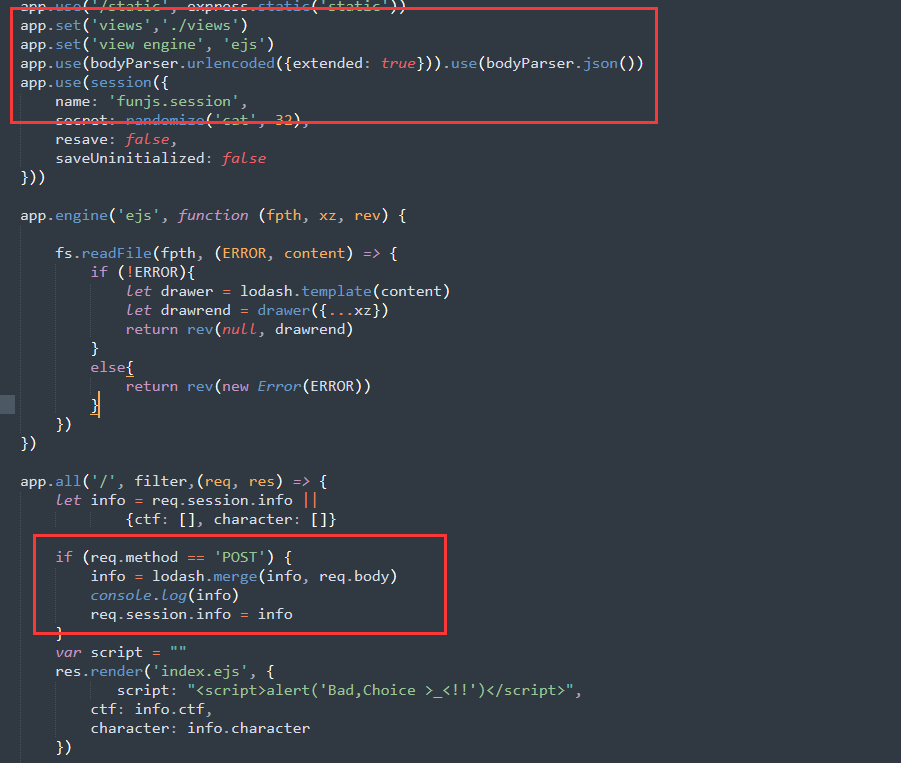 app.use('/static', express.static('static'))
app.set('views','./views')
app.set('view engine', 'ejs')
app.use(bodyParser.urlencoded({extended: true})).use(bodyParser.json())
app.use(session({
    name: 'funjs.session',
    secret: randomize('cat', 32),
    resave: false,
    saveUninitialized: false
}))
app.engine('ejs', function (fpth, xz, rev) {
    fs.readFile(fpth, (ERROR, content) => {
        if (!ERROR){
            let drawer = lodash.template(content)
            let drawrend = drawer({...xz})
            return rev(null, drawrend)
        }
        else{
            return rev(new Error(ERROR))
        }
    })
})
app.all('/', filter,(req, res) => {
    let info = req.session.info ||
            {ctf: [], character: []}
    if (req.method == 'POST') {
        info = lodash.merge(info, req.body)
        console.log(info)
        req.session.info = info
    }
    var script = ""
    res.render('index.ejs', {
           script: "<script>alert('Bad,Choice >_<!!')</script>",
        ctf: info.ctf,
        character: info.character
    })